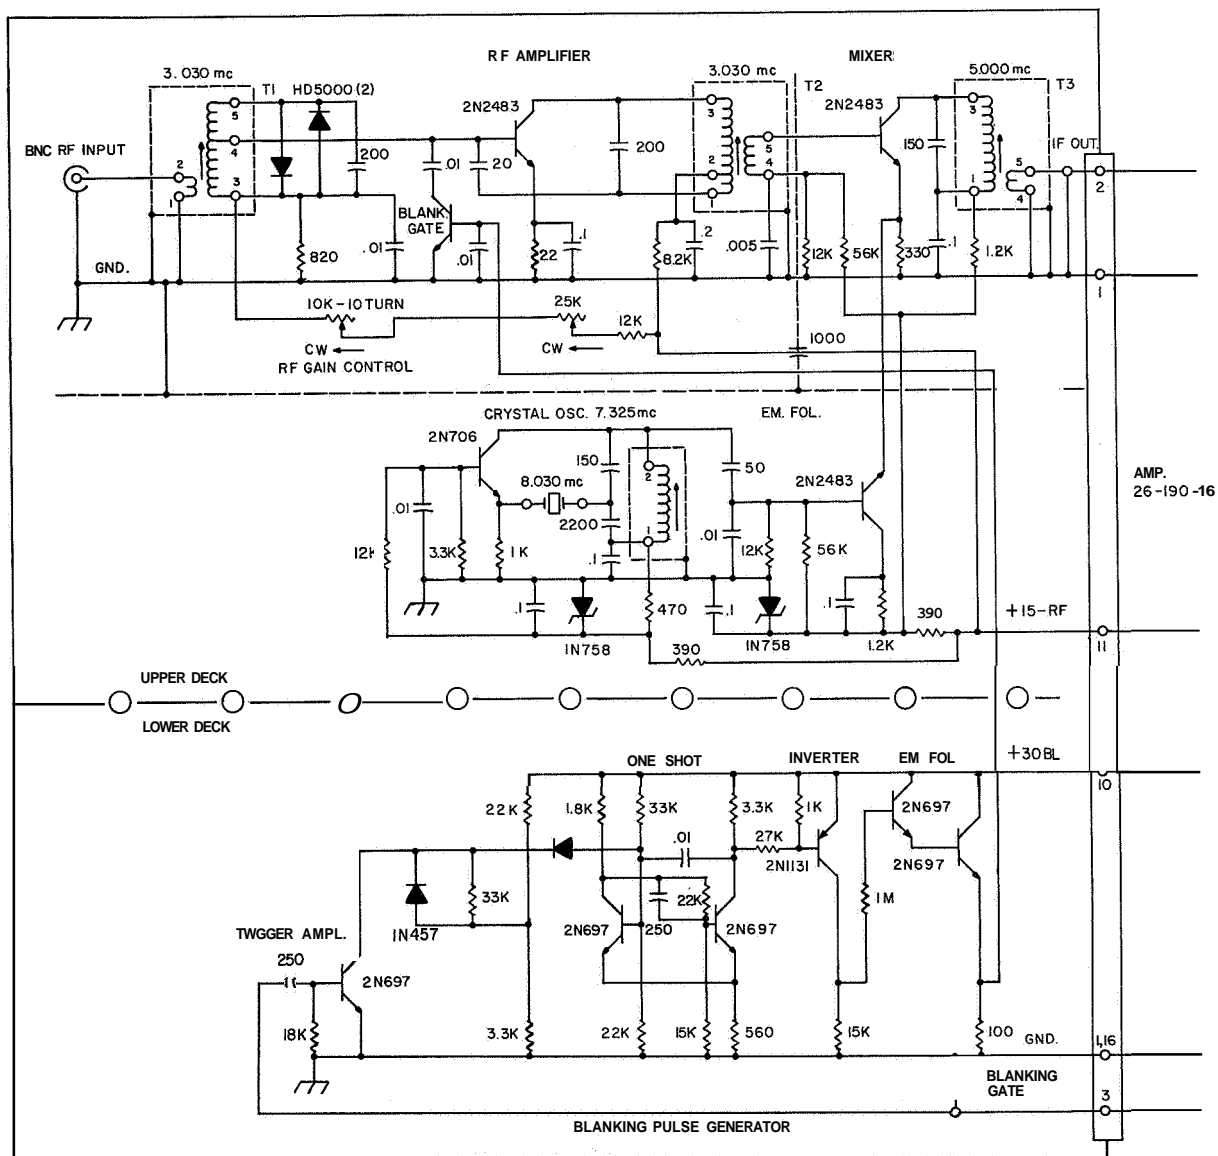 RF AMPLIFIER
MIXER
3.030 mc
T1
HD5000 (2)
3.030 mc
T2
5.000 mc
T3
2N2483
2N2483
5
4
3
2
1
BNC RF INPUT
200
.01
20
200
3
2
1
5
4
150
3
1
5
4
IF OUT.
2
BLANK. GATE
820
.01
.01
22
.1
8.2K
.2
.005
12K
56K
330
.1
1.2K
GND.
1
10K-10 TURN
25K
12K
1000
CW
RF GAIN CONTROL
CW
CRYSTAL OSC. 7.325mc
EM. FOL.
2N706
150
2
50
2N2483
8.030 mc
AMP.
26-190-16
.01
2200
1
.01
12K
3.3K
1K
.1
12K
56K
.1
470
.1
.1
390
+15-RF
1N758
1N758
1.2K
390
11
UPPER DECK
LOWER DECK
ONE SHOT
INVERTER
EM FOL
+30BL
10
22K
1.8K
33K
3.3K
1K
2N697
.01
27K
2N1131
2N697
33K
22K
1M
1N457
2N697
250
2N697
TWGGER AMPL.
250
2N697
18K
3.3K
22K
15K
560
15K
100
GND.
1,16
BLANKING
GATE
3
BLANKING PULSE GENERATOR